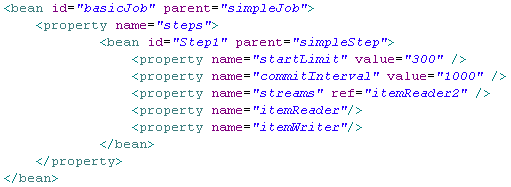 <bean id="basicJob" parent="simpleJob">
<property name="steps">
<bean id="Step1" parent="simpleStep">
<property name="startLimit" value="300" />
<property name="commitInterval" value="1000" />
<property name="streams" ref="itemReader2" />
<property name="itemReader"/>
<property name="itemWriter"/>
</bean>
</property>
</bean>